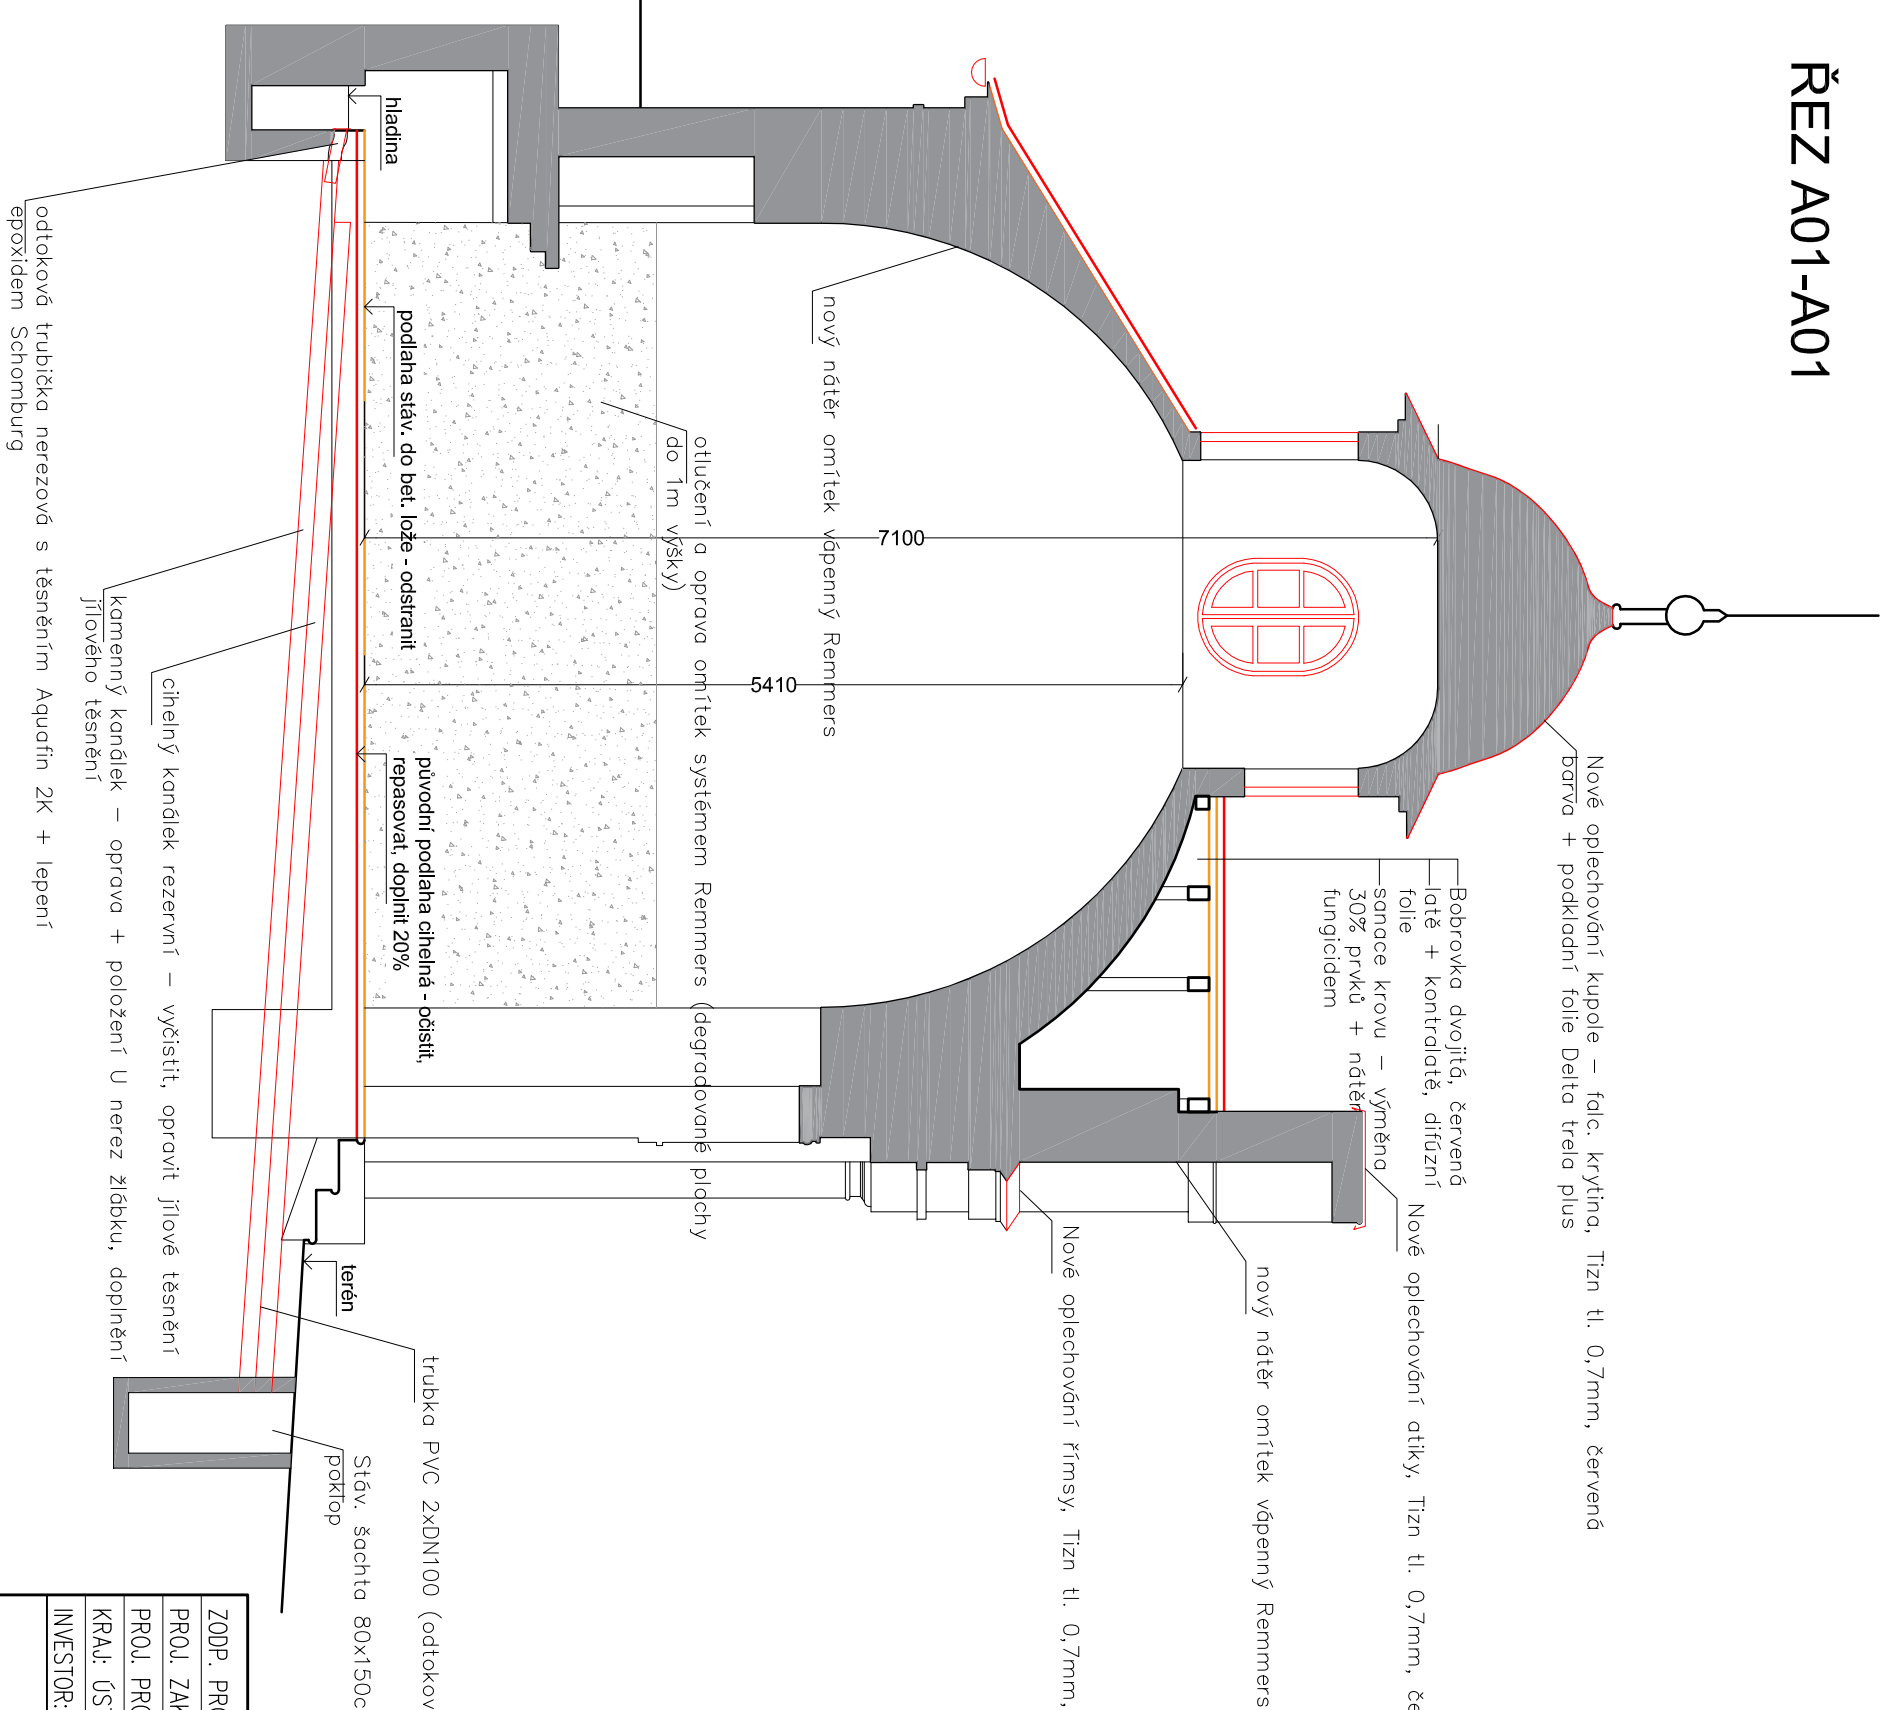 ŘEZ A01-A01
Nové oplechování kupole – falc. krytina, Tizn tl. 0,7mm, červená
barva + podkladní folie Delta trela plus
Bobrovka dvojitá, červená
latě + kontralatě, difúzní
folie
sanace krovu – výměna
30% prvků + nátěr
fungicidem
Nové oplechování atiky, Tizn tl. 0,7mm, če
nový nátěr omítek vápenný Remmers
Nové oplechování římsy, Tizn tl. 0,7mm,
nový nátěr omítek vápenný Remmers
7100
5410
otlučení a oprava omítek systémem Remmers (degradované plochy
do 1m výšky)
hladina
podlaha stáv. do bet. lože - odstranit
původní podlaha cihelná - očistit,
repasovat, doplnit 20%
terén
trubka PVC 2xDN100 (odtokov
Stáv. šachta 80x150c
poklop
cihelný kanálek rezervní – vyčistit, opravit jílové těsnění
kamenný kanálek – oprava + položení U nerez žlábku, doplnění
jílového těsnění
odtoková trubička nerezová s těsněním Aquafin 2K + lepení
epoxidem Schomburg
ZODP. PRO
PROJ. ZAK
PROJ. PRO
KRAJ: ÚS
INVESTOR: